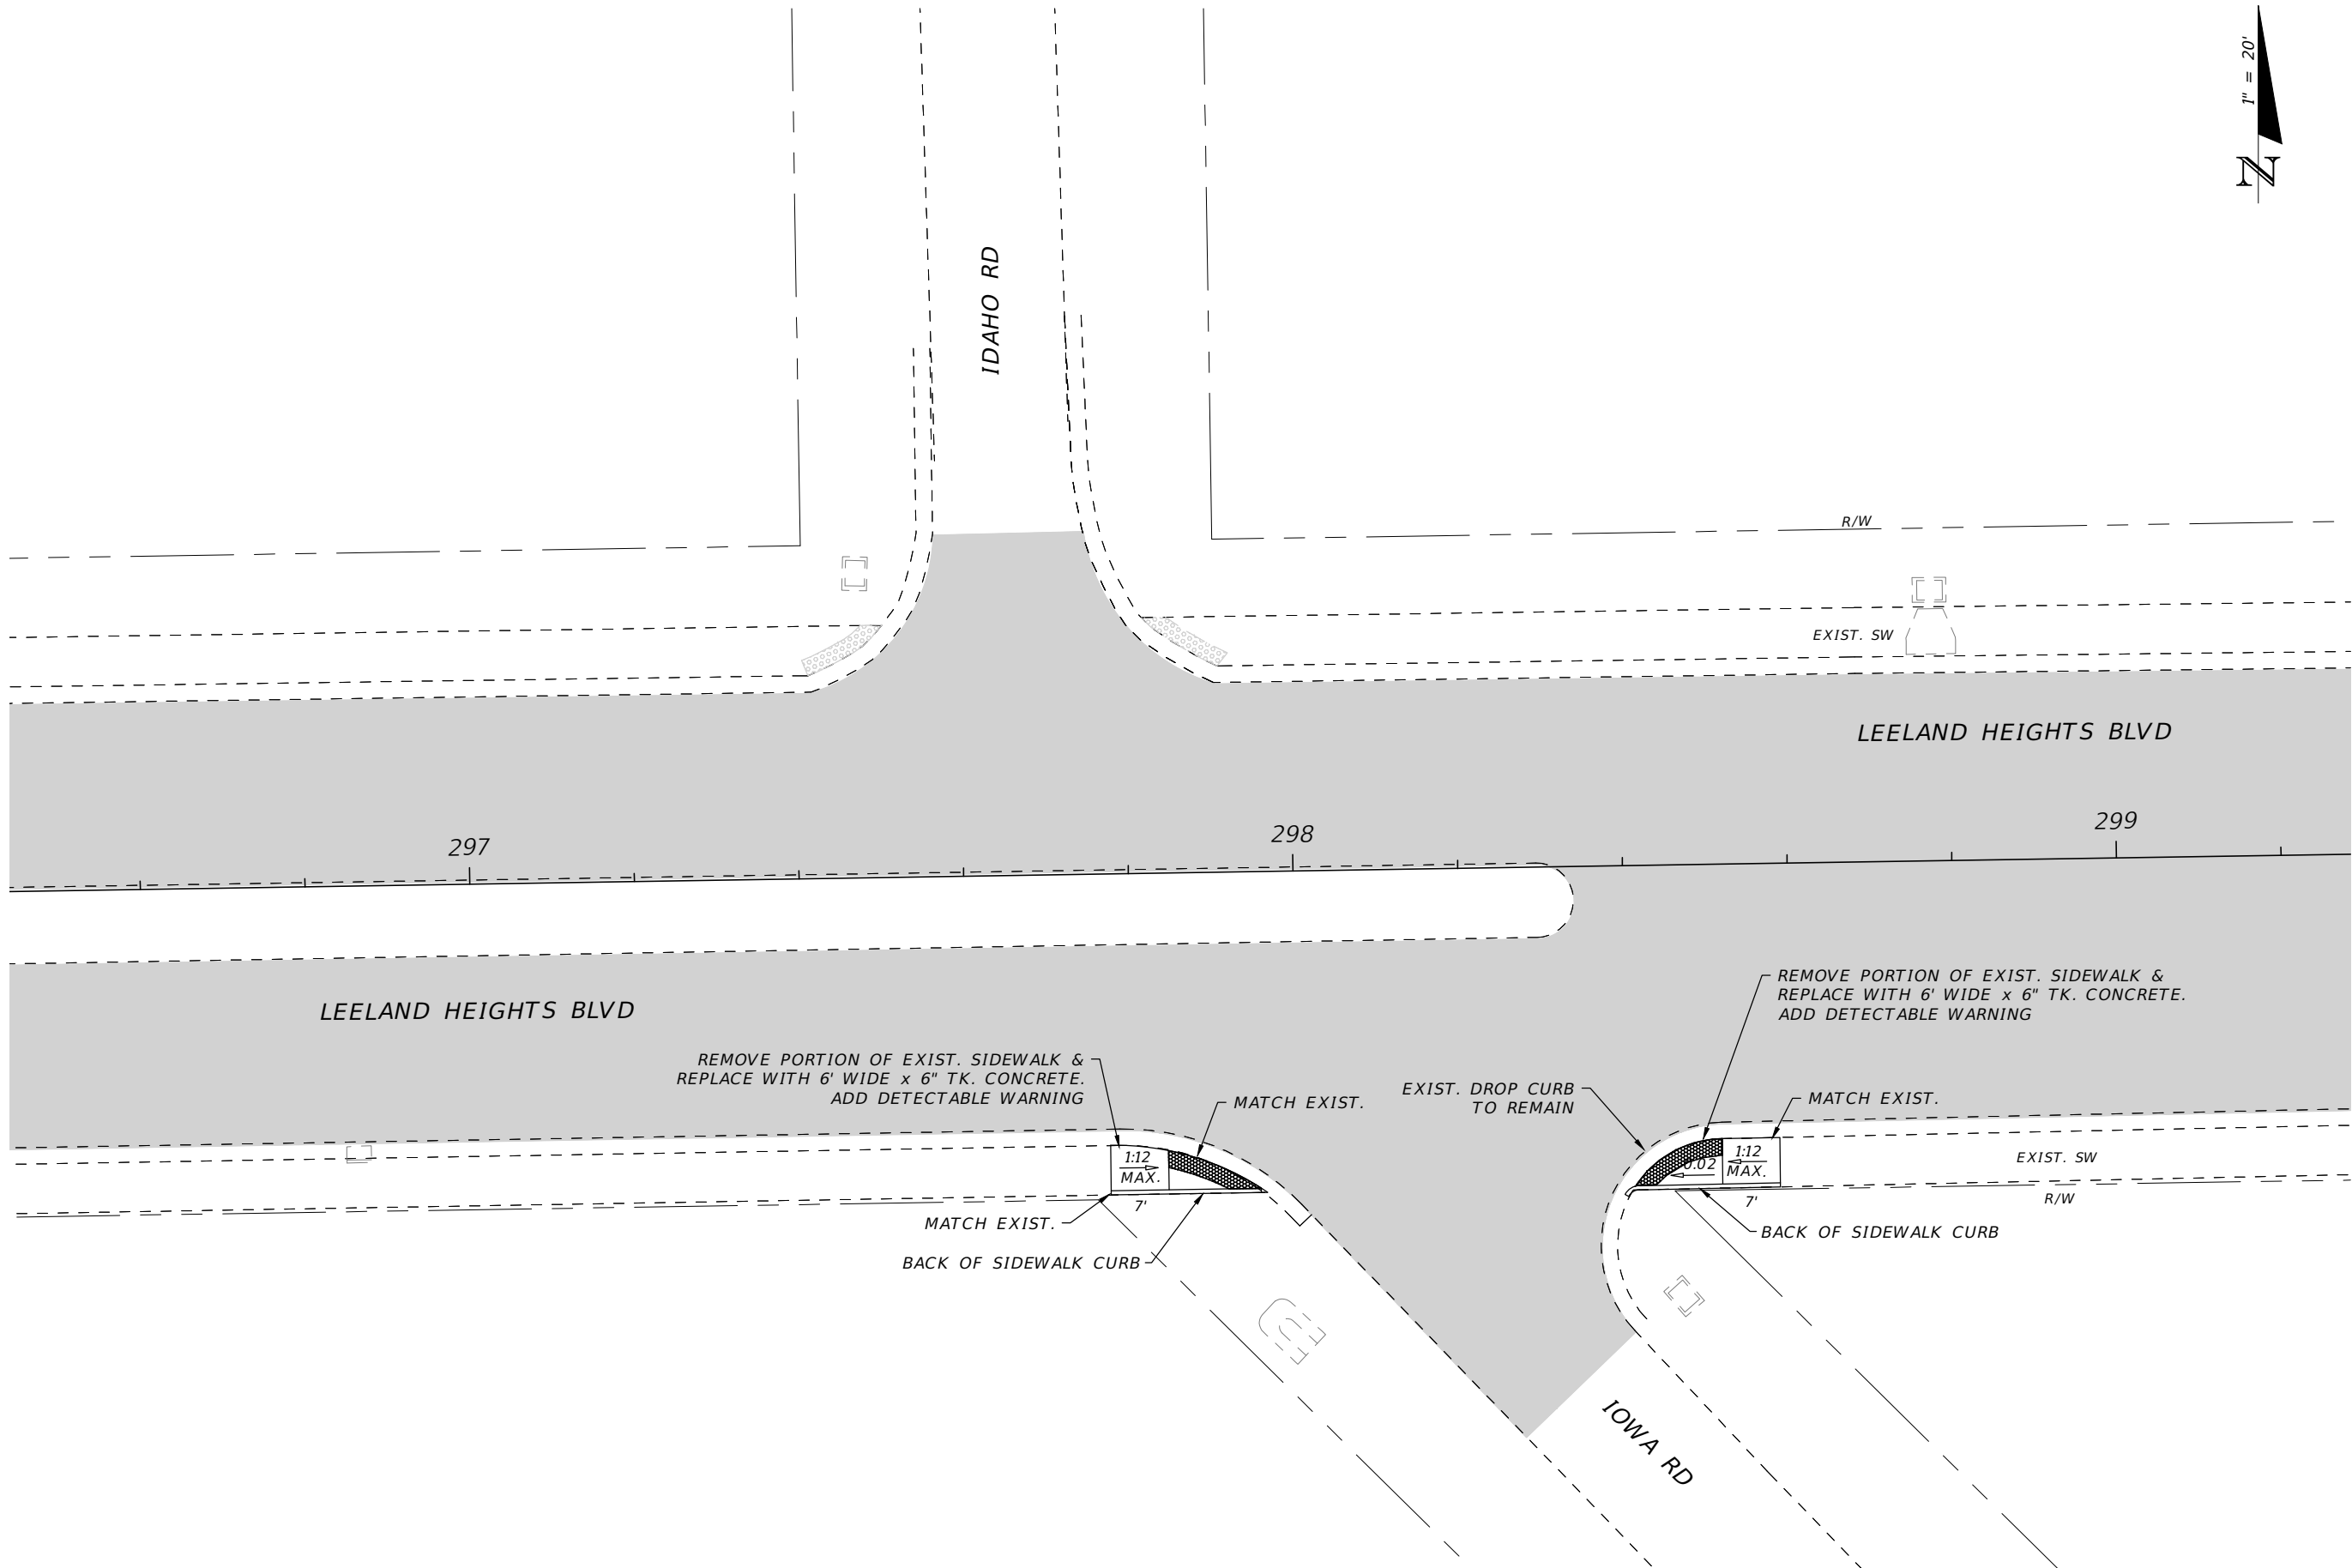 1" = 20'
N
IDAHO RD
R/W
EXIST. SW
LEELAND HEIGHTS BLVD
297
298
299
LEELAND HEIGHTS BLVD
REMOVE PORTION OF EXIST. SIDEWALK &
REPLACE WITH 6' WIDE x 6" TK. CONCRETE.
ADD DETECTABLE WARNING
REMOVE PORTION OF EXIST. SIDEWALK &
REPLACE WITH 6' WIDE x 6" TK. CONCRETE.
ADD DETECTABLE WARNING
MATCH EXIST.
EXIST. DROP CURB
TO REMAIN
MATCH EXIST.
1:12
MAX.
0.02
1:12
MAX.
EXIST. SW
R/W
7'
7'
MATCH EXIST.
BACK OF SIDEWALK CURB
BACK OF SIDEWALK CURB
IOWA RD